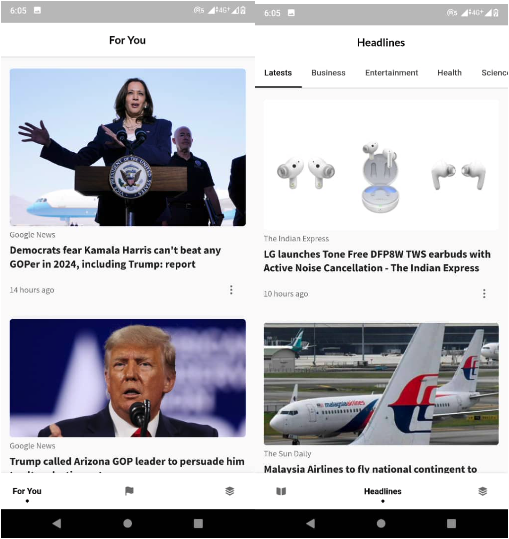 6:05
4G+
For You
Google News
Democrats fear Kamala Harris can't beat any
GOPer in 2024, including Trump: report
14 hours ago
Google News
Trump called Arizona GOP leader to persuade him
For You
6:05
4G+
Headlines
Latests Business Entertainment Health Science
The Indian Express
LG launches Tone Free DFP8W TWS earbuds with
Active Noise Cancellation - The Indian Express
10 hours ago
malaysia airlines
The Sun Daily
Malaysia Airlines to fly national contingent to
Headlines